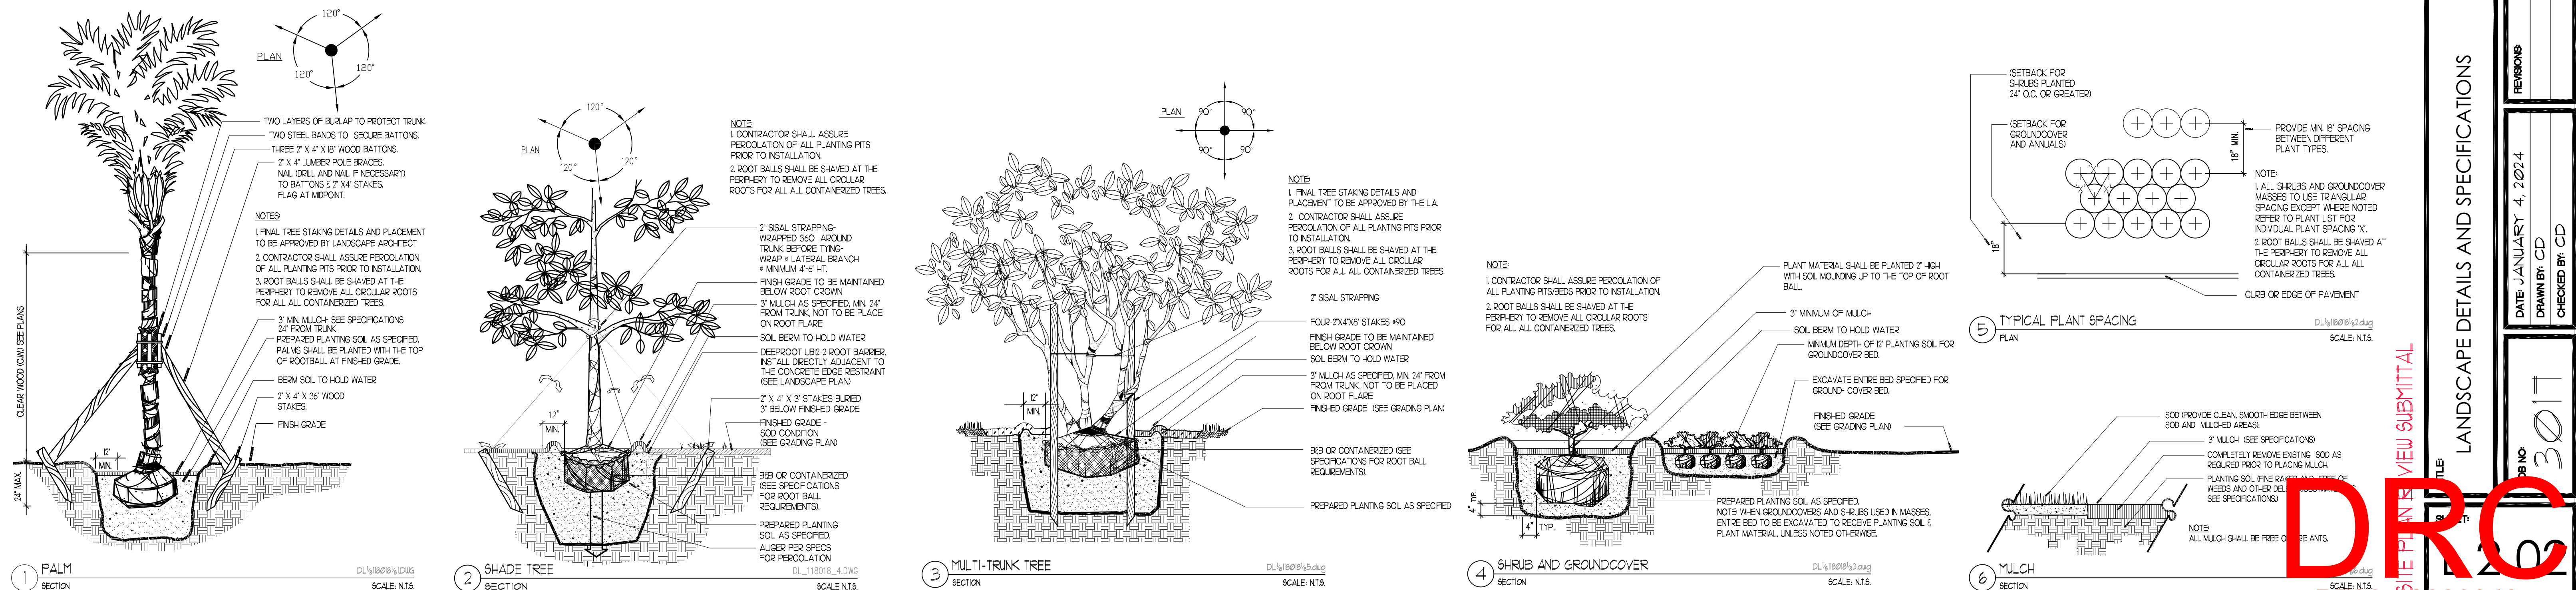 120°
120°
120°
PLAN
TWO LAYERS OF BURLAP TO PROTECT TRUNK.
TWO STEEL BANDS TO SECURE BATTONS.
THREE 2" X 4" X 18" WOOD BATTONS.
2" X 4" LUMBER POLE BRACES.
NAIL (DRILL AND NAIL IF NECESSARY)
TO BATTONS & 2" X4" STAKES.
FLAG AT MIDPOINT.
NOTES:
1. FINAL TREE STAKING DETAILS AND PLACEMENT
TO BE APPROVED BY LANDSCAPE ARCHITECT
2. CONTRACTOR SHALL ASSURE PERCOLATION
OF ALL PLANTING PITS PRIOR TO INSTALLATION.
3. ROOT BALLS SHALL BE SHAVED AT THE
PERIPHERY TO REMOVE ALL CIRCULAR ROOTS
FOR ALL ALL CONTAINERIZED TREES.
3" MIN. MULCH- SEE SPECIFICATIONS
24" FROM TRUNK
PREPARED PLANTING SOIL AS SPECIFIED.
PALMS SHALL BE PLANTED WITH THE TOP
OF ROOTBALL AT FINISHED GRADE.
BERM SOIL TO HOLD WATER
2" X 4" X 36" WOOD
STAKES.
FINISH GRADE
CLEAR WOOD (C.W.) SEE PLANS
24" MAX.
12"
MIN.
1 PALM
SECTION
SCALE: N.T.S.
120°
120°
120°
PLAN
NOTE:
1. CONTRACTOR SHALL ASSURE
PERCOLATION OF ALL PLANTING PITS
PRIOR TO INSTALLATION.
2. ROOT BALLS SHALL BE SHAVED AT THE
PERIPHERY TO REMOVE ALL CIRCULAR
ROOTS FOR ALL ALL CONTAINERIZED TREES.
2" SISAL STRAPPING-
WRAPPED 360 AROUND
TRUNK BEFORE TYING-
WRAP @ LATERAL BRANCH
@ MINIMUM 4'-6' HT.
FINISH GRADE TO BE MAINTAINED
BELOW ROOT CROWN
3" MULCH AS SPECIFIED, MIN. 24"
FROM TRUNK, NOT TO BE PLACE
ON ROOT FLARE
SOIL BERM TO HOLD WATER
DEEPROOT UB12-2 ROOT BARRIER.
INSTALL DIRECTLY ADJACENT TO
THE CONCRETE EDGE RESTRAINT
(SEE LANDSCAPE PLAN)
2" X 4" X 3' STAKES BURIED
3" BELOW FINISHED GRADE
FINISHED GRADE -
SOD CONDITION
(SEE GRADING PLAN)
B&B OR CONTAINERIZED
(SEE SPECIFICATIONS
FOR ROOT BALL
REQUIREMENTS).
PREPARED PLANTING
SOIL AS SPECIFIED.
AUGER PER SPECS
FOR PERCOLATION
12"
MIN.
2 SHADE TREE
DL_118018_4.DWG
SECTION
SCALE N.T.S.
PLAN
90°
90°
90°
90°
NOTE:
1. FINAL TREE STAKING DETAILS AND
PLACEMENT TO BE APPROVED BY THE L.A.
2. CONTRACTOR SHALL ASSURE
PERCOLATION OF ALL PLANTING PITS PRIOR
TO INSTALLATION.
3. ROOT BALLS SHALL BE SHAVED AT THE
PERIPHERY TO REMOVE ALL CIRCULAR
ROOTS FOR ALL ALL CONTAINERIZED TREES.
2" SISAL STRAPPING
FOUR-2"X4"X8' STAKES @90
FINISH GRADE TO BE MAINTAINED
BELOW ROOT CROWN
SOIL BERM TO HOLD WATER
3" MULCH AS SPECIFIED, MIN. 24" FROM
FROM TRUNK, NOT TO BE PLACED
ON ROOT FLARE
FINISHED GRADE (SEE GRADING PLAN)
B&B OR CONTAINERIZED (SEE
SPECIFICATIONS FOR ROOT BALL
REQUIREMENTS).
PREPARED PLANTING SOIL AS SPECIFIED
12"
MIN.
3 MULTI-TRUNK TREE
SECTION
SCALE: N.T.S.
NOTE:
1. CONTRACTOR SHALL ASSURE PERCOLATION OF
ALL PLANTING PITS/BEDS PRIOR TO INSTALLATION.
2. ROOT BALLS SHALL BE SHAVED AT THE
PERIPHERY TO REMOVE ALL CIRCULAR ROOTS
FOR ALL ALL CONTAINERIZED TREES.
PLANT MATERIAL SHALL BE PLANTED 2" HIGH
WITH SOIL MOUNDING UP TO THE TOP OF ROOT
BALL.
3" MINIMUM OF MULCH
SOIL BERM TO HOLD WATER
MINIMUM DEPTH OF 12" PLANTING SOIL FOR
GROUNDCOVER BED.
EXCAVATE ENTIRE BED SPECIFIED FOR
GROUND- COVER BED.
FINISHED GRADE
(SEE GRADING PLAN)
PREPARED PLANTING SOIL AS SPECIFIED.
NOTE: WHEN GROUNDCOVERS AND SHRUBS USED IN MASSES,
ENTIRE BED TO BE EXCAVATED TO RECEIVE PLANTING SOIL &
PLANT MATERIAL, UNLESS NOTED OTHERWISE.
4" TYP.
4" TYP.
4 SHRUB AND GROUNDCOVER
SECTION
SCALE: N.T.S.
(SETBACK FOR
SHRUBS PLANTED
24" O.C. OR GREATER)
(SETBACK FOR
GROUNDCOVER
AND ANNUALS)
18" MIN.
PROVIDE MIN. 18" SPACING
BETWEEN DIFFERENT
PLANT TYPES.
NOTE:
1. ALL SHRUBS AND GROUNDCOVER
MASSES TO USE TRIANGULAR
SPACING EXCEPT WHERE NOTED
REFER TO PLANT LIST FOR
INDIVIDUAL PLANT SPACING 'X'.
2. ROOT BALLS SHALL BE SHAVED AT
THE PERIPHERY TO REMOVE ALL
CIRCULAR ROOTS FOR ALL ALL
CONTAINERIZED TREES.
18"
CURB OR EDGE OF PAVEMENT
5 TYPICAL PLANT SPACING
PLAN
SCALE: N.T.S.
SOD (PROVIDE CLEAN, SMOOTH EDGE BETWEEN
SOD AND MULCHED AREAS).
3" MULCH (SEE SPECIFICATIONS)
COMPLETELY REMOVE EXISTING SOD AS
REQUIRED PRIOR TO PLACING MULCH.
PLANTING SOIL (FINE RAKED AND FREE OF
WEEDS AND OTHER
SEE SPECIFICATIONS.)
NOTE:
ALL MULCH SHALL BE FREE OF FIRE ANTS.
6 MULCH
SECTION
SCALE: N.T.S.
SITE PLAN REVIEW SUBMITTAL
LANDSCAPE DETAILS AND SPECIFICATIONS
REVISIONS:
DATE: JANUARY 4, 2024
DRAWN BY: CD
CHECKED BY: CD
3017
DRC